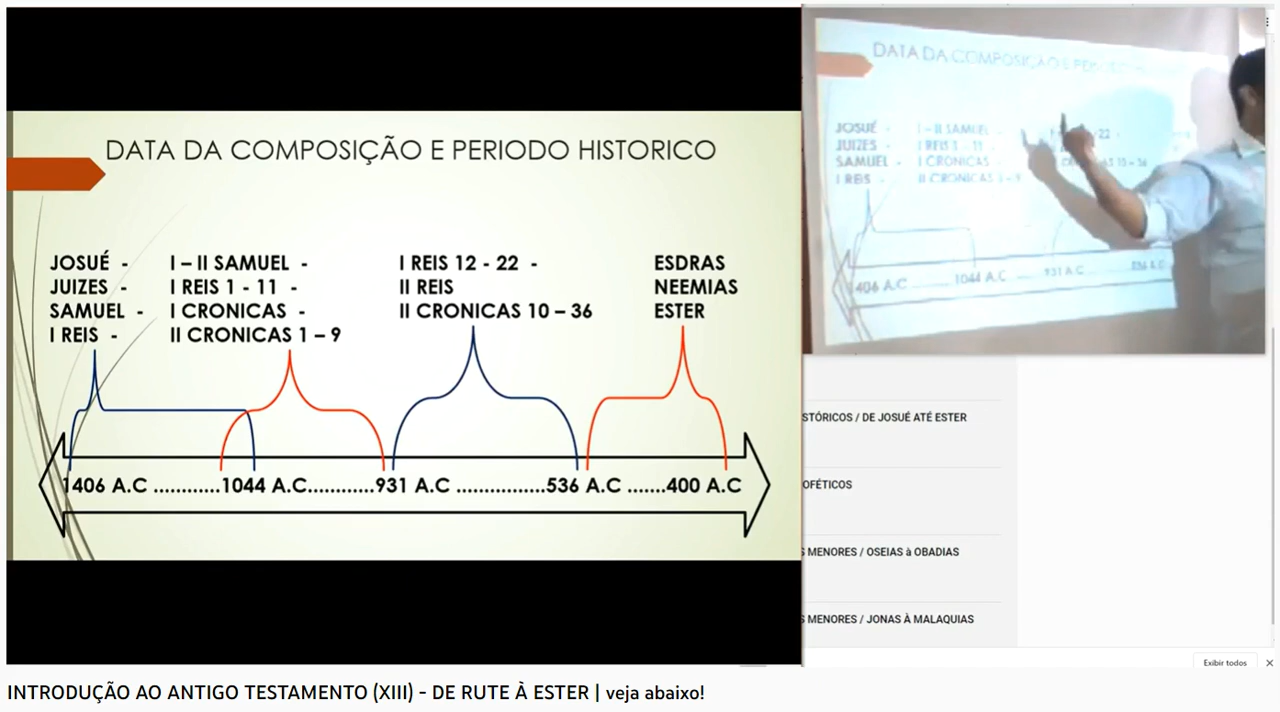 DATA DA COMPOSIÇÃO E PERIODO HISTORICO
JOSUÉ - I – II SAMUEL - I REIS 12 - 22 - ESDRAS
JUIZES - I REIS 1 - 11 - II REIS NEEMIAS
SAMUEL - I CRONICAS - II CRONICAS 10 – 36 ESTER
I REIS - II CRONICAS 1 – 9
1406 A.C ............1044 A.C............931 A.C ................536 A.C .......400 A.C
DATA DA COMPOSIÇÃO E
JOSUÉ - I – II SAMUEL - 22 -
JUIZES - I REIS 1 - 11 -
SAMUEL - I CRONICAS - 36
I REIS - II CRONICAS 1 - 9
1406 A.C ........ 1044 A.C ........ 931 A.C ........ 536 A.C
STÓRICOS / DE JOSUÉ ATÉ ESTER
OFÉTICOS
S MENORES / OSEIAS à OBADIAS
S MENORES / JONAS À MALAQUIAS
Exibir todos
INTRODUÇÃO AO ANTIGO TESTAMENTO (XIII) - DE RUTE À ESTER | veja abaixo!